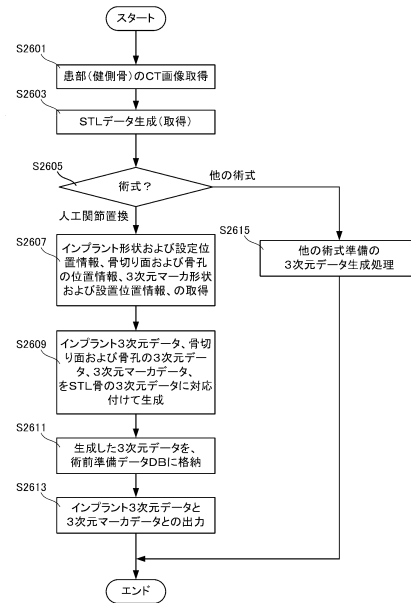 スタート
S2601
患部(健側骨)のCT画像取得
S2603
STLデータ生成(取得)
S2605
術式?
他の術式
人工関節置換
S2607
インプラント形状および設定位
置情報、骨切り面および骨孔
の位置情報、3次元マーカ形状
および設置位置情報、の取得
S2615
他の術式準備の
3次元データ生成処理
S2609
インプラント3次元データ、骨切
り面および骨孔の3次元デー
タ、3次元マーカデータ、
をSTL骨の3次元データに対応
付けて生成
S2611
生成した3次元データを、
術前準備データDBに格納
S2613
インプラント3次元データと
3次元マーカデータとの出力
エンド